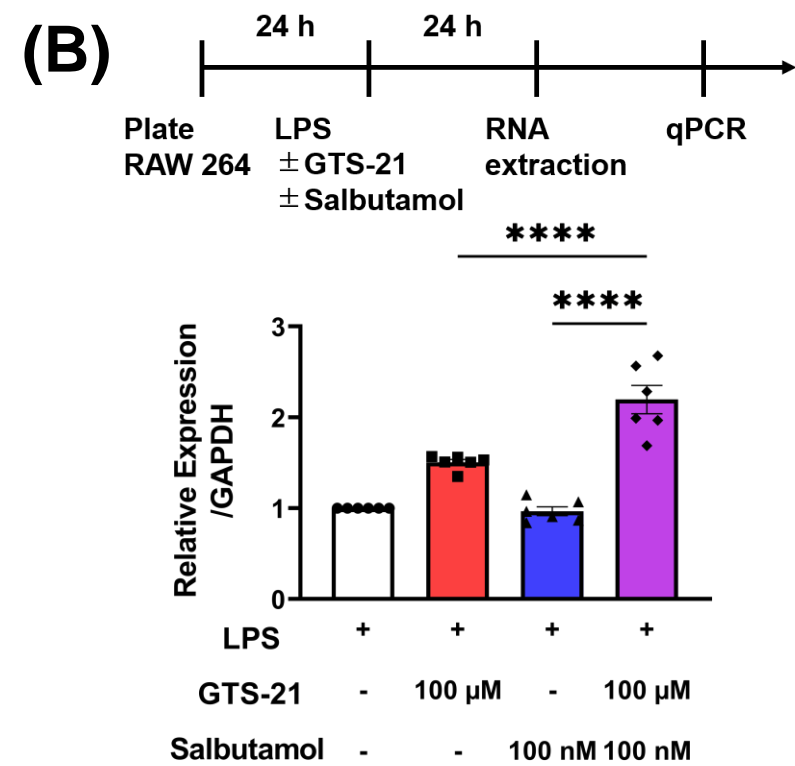 (B)
24 h 24 h
Plate LPS RNA qPCR
RAW 264 ±GTS-21 extraction
±Salbutamol
****
****
Relative Expression
/GAPDH
3
2
1
0
LPS + + + +
GTS-21 - 100 μM - 100 μM
Salbutamol - - 100 nM 100 nM